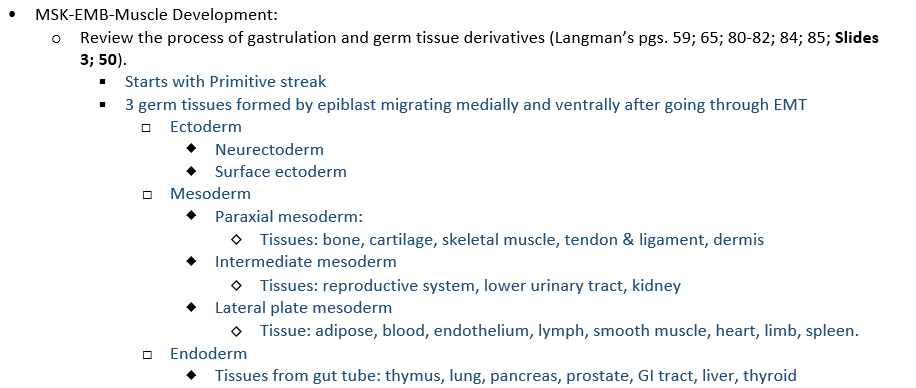 MSK-EMB-Muscle Development:
Review the process of gastrulation and germ tissue derivatives (Langman's pgs. 59; 65; 80-82; 84; 85; Slides
3; 50).
Starts with Primitive streak
3 germ tissues formed by epiblast migrating medially and ventrally after going through EMT
Ectoderm
Neurectoderm
Surface ectoderm
Mesoderm
Paraxial mesoderm:
Tissues: bone, cartilage, skeletal muscle, tendon & ligament, dermis
Intermediate mesoderm
Tissues: reproductive system, lower urinary tract, kidney
Lateral plate mesoderm
Tissue: adipose, blood, endothelium, lymph, smooth muscle, heart, limb, spleen.
Endoderm
Tissues from gut tube: thymus, lung, pancreas, prostate, GI tract, liver, thyroid